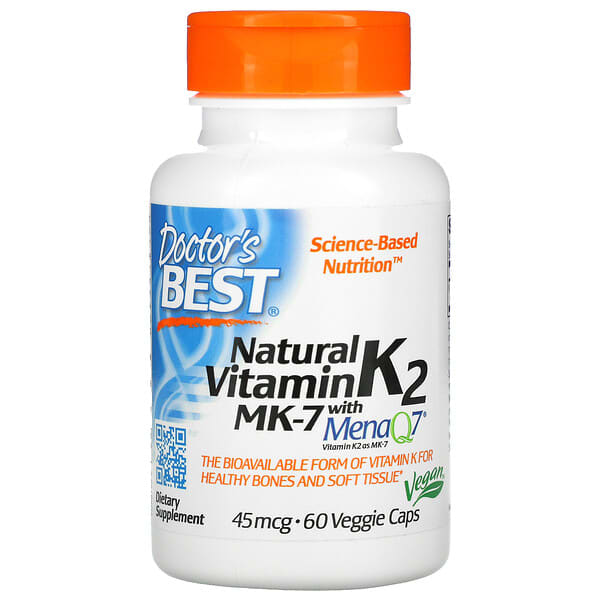 Doctor's
BEST®
Science-Based
Nutrition™
Natural
Vitamin K2
MK-7 with
MenaQ7®
Vitamin K2 as MK-7
THE BIOAVAILABLE FORM OF VITAMIN K FOR
HEALTHY BONES AND SOFT TISSUE*
Vegan
Dietary
Supplement
45 mcg • 60 Veggie Caps